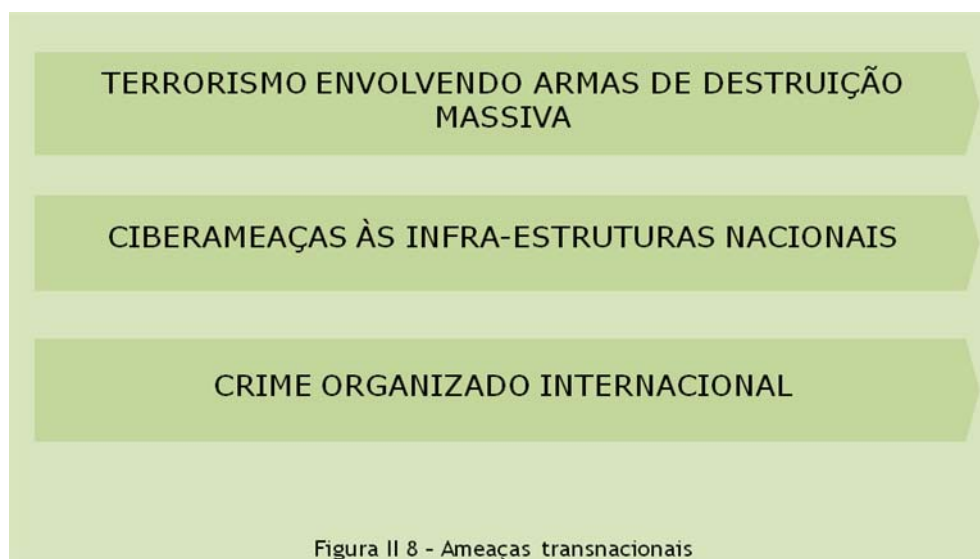 TERRORISMO ENVOLVENDO ARMAS DE DESTRUIÇÃO
MASSIVA
CIBERAMEAÇAS ÀS INFRA-ESTRUTURAS NACIONAIS
CRIME ORGANIZADO INTERNACIONAL
Figura II 8 - Ameaças transnacionais